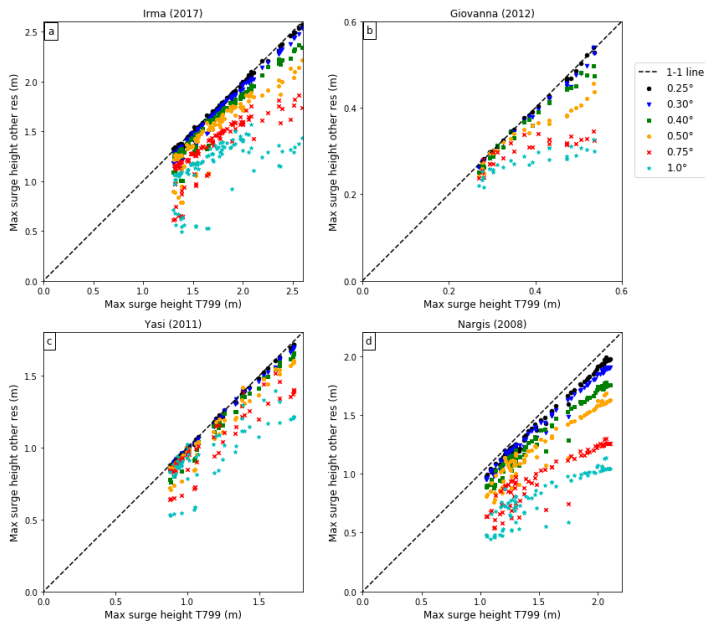 Irma (2017)
a
2.5
2.0
1.5
1.0
0.5
0.0
Max surge height other res (m)
0.0 0.5 1.0 1.5 2.0 2.5
Max surge height T799 (m)
Giovanna (2012)
b
0.6
0.4
0.2
0.0
Max surge height other res (m)
0.0 0.2 0.4 0.6
Max surge height T799 (m)
1-1 line
0.25°
0.30°
0.40°
0.50°
0.75°
1.0°
Yasi (2011)
c
1.5
1.0
0.5
0.0
Max surge height other res (m)
0.0 0.5 1.0 1.5
Max surge height T799 (m)
Nargis (2008)
d
2.0
1.5
1.0
0.5
0.0
Max surge height other res (m)
0.0 0.5 1.0 1.5 2.0
Max surge height T799 (m)